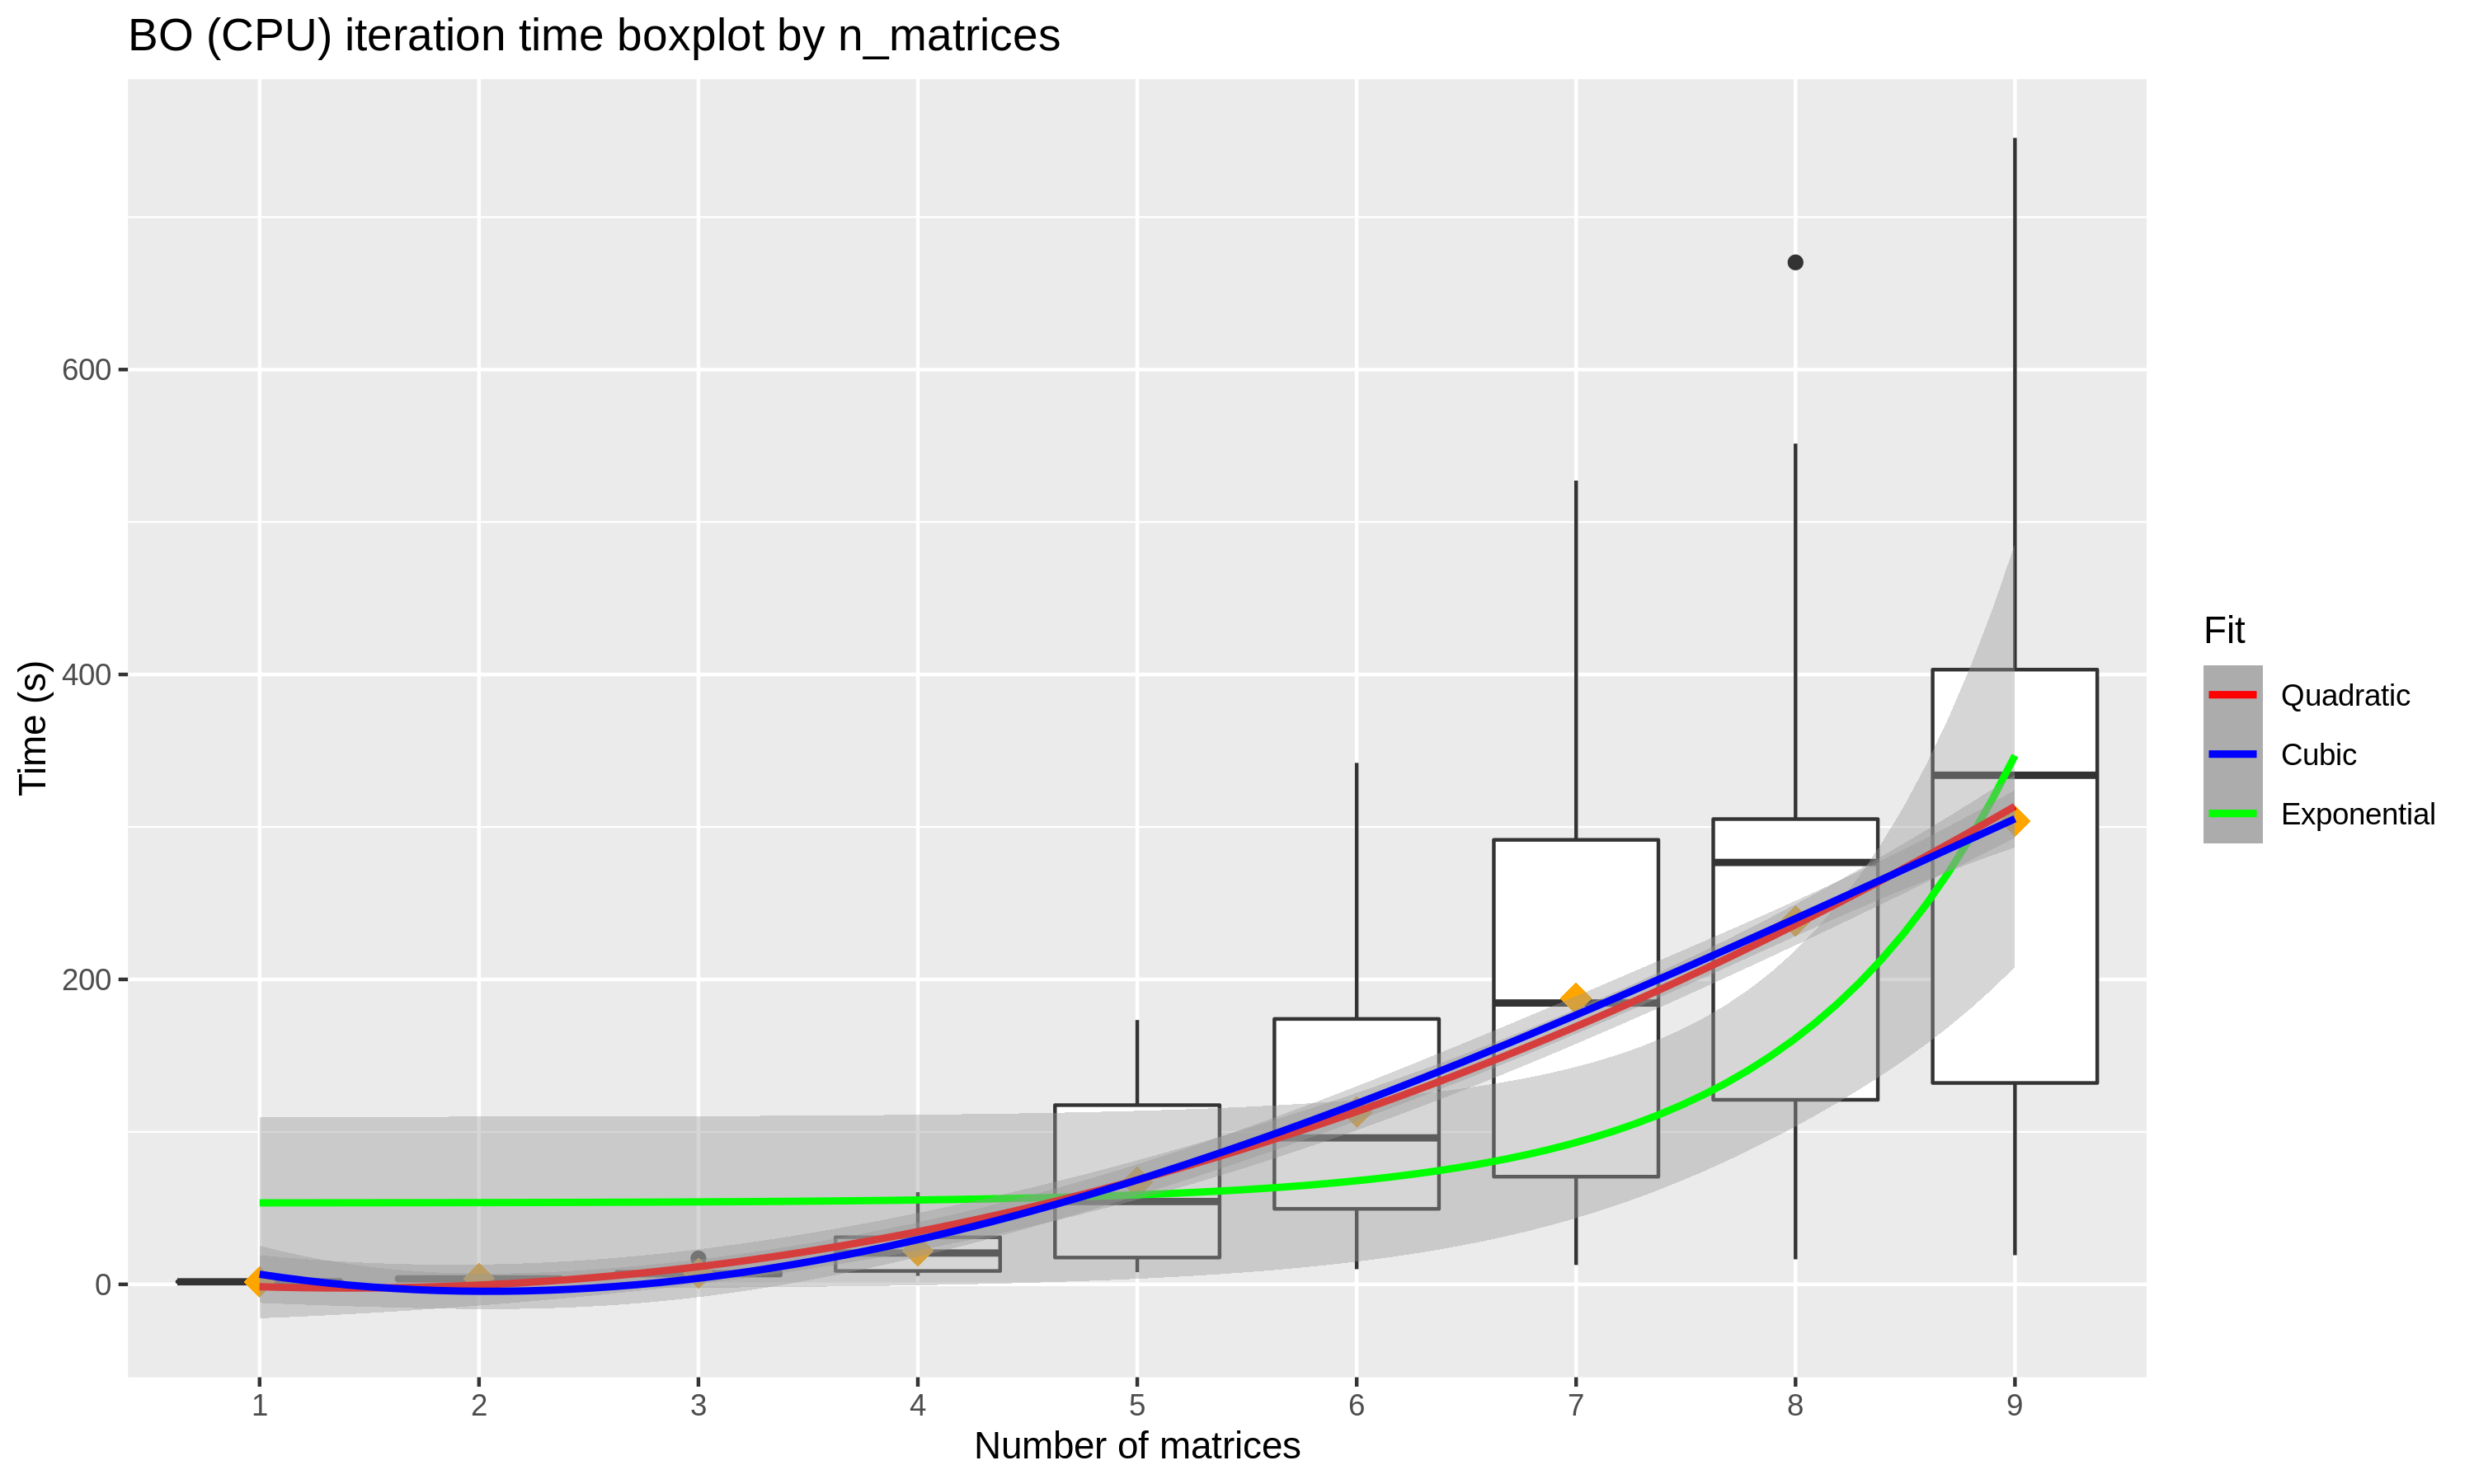 BO (CPU) iteration time boxplot by n_matrices
Time (s)
600
400
200
0
1 2 3 4 5 6 7 8 9
Number of matrices
Fit
Quadratic
Cubic
Exponential